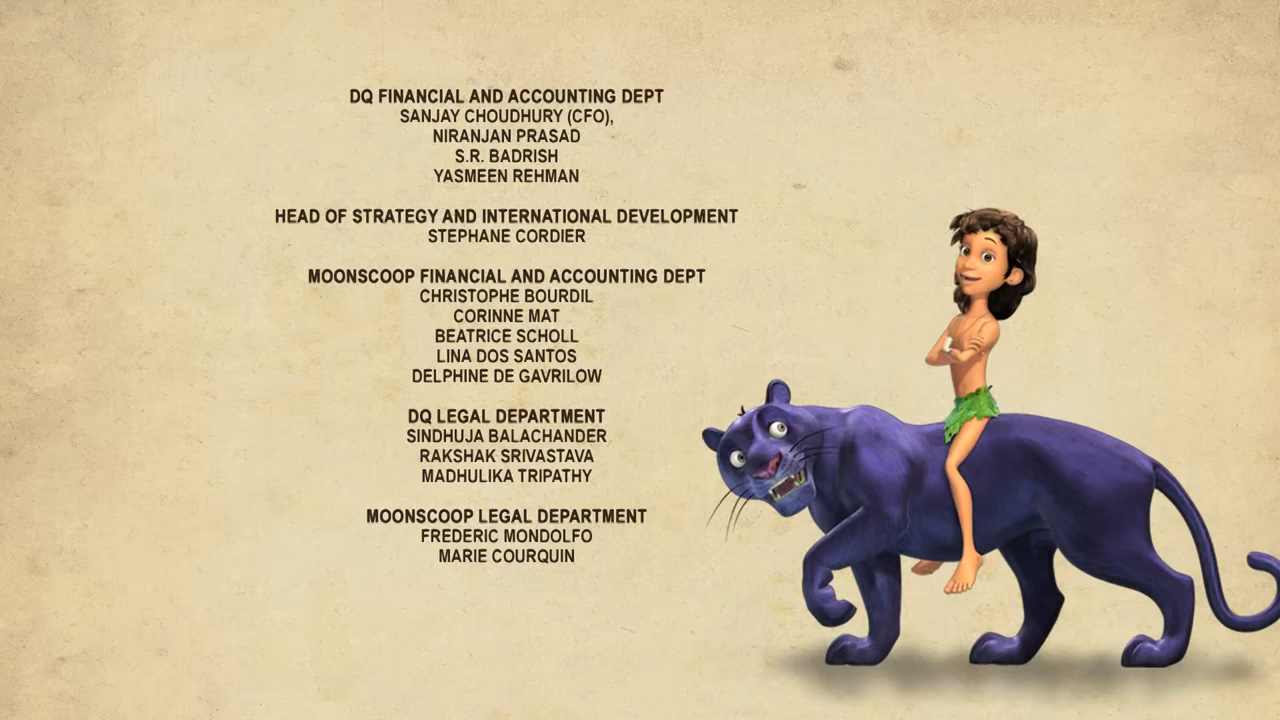 DQ FINANCIAL AND ACCOUNTING DEPT
SANJAY CHOUDHURY (CFO),
NIRANJAN PRASAD
S.R. BADRISH
YASMEEN REHMAN
HEAD OF STRATEGY AND INTERNATIONAL DEVELOPMENT
STEPHANE CORDIER
MOONSCOOP FINANCIAL AND ACCOUNTING DEPT
CHRISTOPHE BOURDIL
CORINNE MAT
BEATRICE SCHOLL
LINA DOS SANTOS
DELPHINE DE GAVRILOW
DQ LEGAL DEPARTMENT
SINDHUJA BALACHANDER
RAKSHAK SRIVASTAVA
MADHULIKA TRIPATHY
MOONSCOOP LEGAL DEPARTMENT
FREDERIC MONDOLFO
MARIE COURQUIN